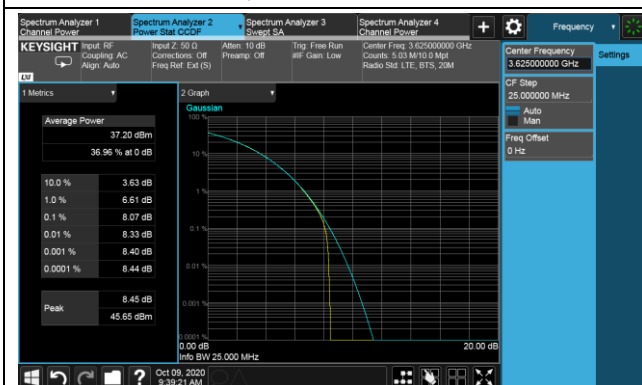 Spectrum Analyzer 1
Channel Power
Spectrum Analyzer 2
Power Stat CCDF
Spectrum Analyzer 3
Swept SA
Spectrum Analyzer 4
Channel Power
+
Frequency
KEYSIGHT
Input: RF
Coupling: AC
Align: Auto
Input Z: 50 Ω
Corrections: Off
Freq Ref: Ext (S)
Atten: 10 dB
Preamp: Off
Trig: Free Run
#IF Gain: Low
Center Freq: 3.625000000 GHz
Counts: 5.03 M/10.0 Mpt
Radio Std: LTE, BTS, 20M
LXI
Center Frequency
3.625000000 GHz
Settings
CF Step
25.000000 MHz
Auto
Man
Freq Offset
0 Hz
1 Metrics
Average Power
37.20 dBm
36.96 % at 0 dB
10.0 % 3.63 dB
1.0 % 6.61 dB
0.1 % 8.07 dB
0.01 % 8.33 dB
0.001 % 8.40 dB
0.0001 % 8.44 dB
Peak
8.45 dB
45.65 dBm
2 Graph
Gaussian
100 %
10 %
1 %
0.1 %
0.01 %
0.001 %
0.0001 %
0.00 dB
20.00 dB
Info BW 25.000 MHz
?
Oct 09, 2020
9:39:21 AM